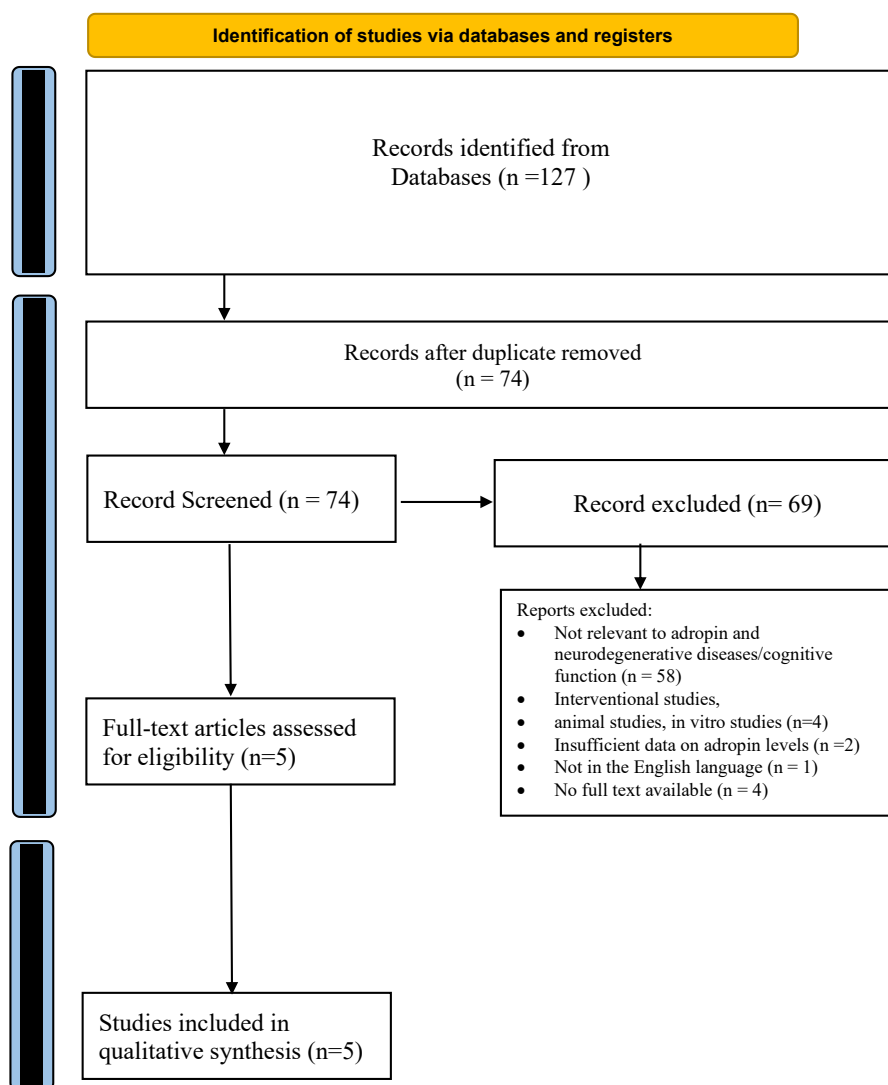 Identification of studies via databases and registers
Records identified from
Databases (n =127 )
Records after duplicate removed
(n = 74)
Record Screened (n = 74)
Record excluded (n= 69)
Reports excluded:
• Not relevant to adropin and
neurodegenerative diseases/cognitive
function (n = 58)
• Interventional studies,
• animal studies, in vitro studies (n=4)
• Insufficient data on adropin levels (n =2)
• Not in the English language (n = 1)
• No full text available (n = 4)
Full-text articles assessed
for eligibility (n=5)
Studies included in
qualitative synthesis (n=5)